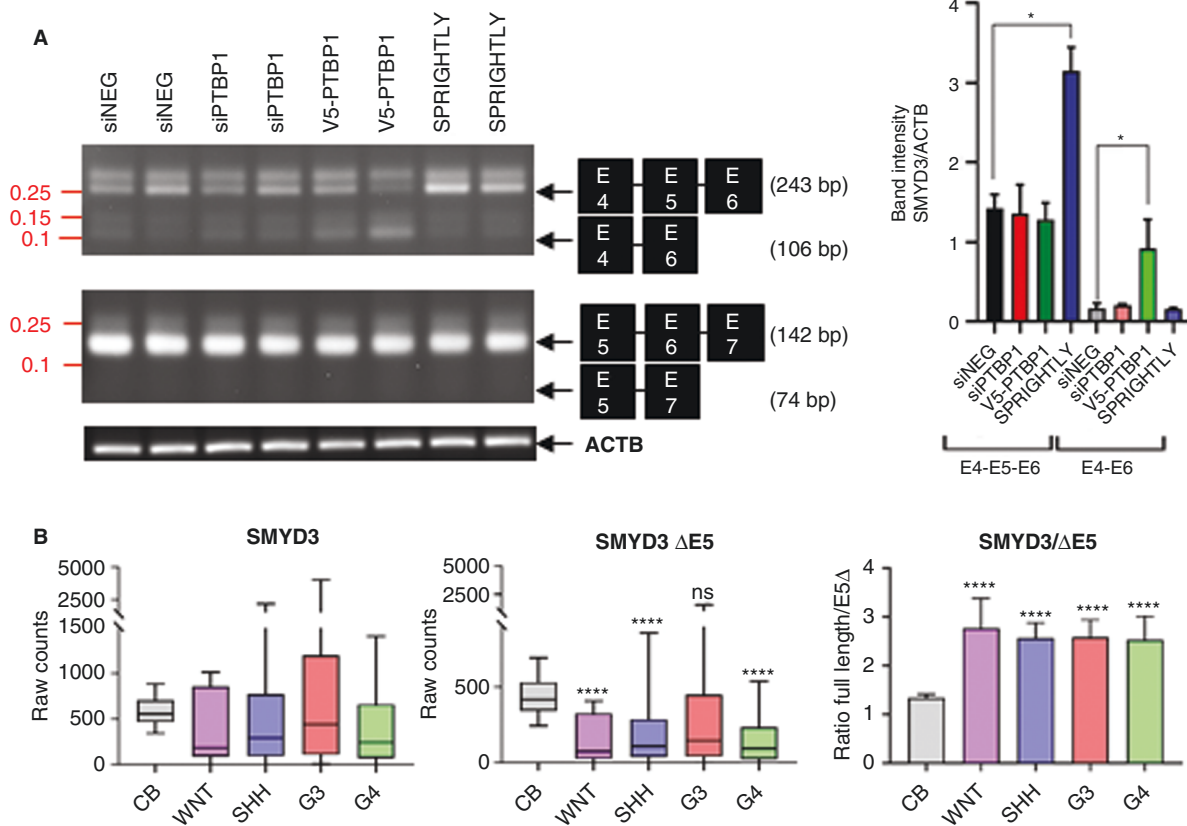 A
siNEG
siNEG
siPTBP1
siPTBP1
V5-PTBP1
V5-PTBP1
SPRIGHTLY
SPRIGHTLY
0.25
0.15
0.1
E 4
E 5
E 6
(243 bp)
E 4
E 6
(106 bp)
0.25
0.1
E 5
E 6
E 7
(142 bp)
E 5
E 7
(74 bp)
ACTB
Band intensity
SMYD3/ACTB
4
3
2
1
0
*
*
siNEG
siPTBP1
V5-PTBP1
SPRIGHTLY
siNEG
siPTBP1
V5-PTBP1
SPRIGHTLY
E4-E5-E6
E4-E6
B
SMYD3
Raw counts
5000
2500
1500
1000
500
0
CB
WNT
SHH
G3
G4
SMYD3 ΔE5
Raw counts
5000
2500
500
0
****
****
ns
****
CB
WNT
SHH
G3
G4
SMYD3/ΔE5
Ratio full length/E5Δ
4
3
2
1
0
****
****
****
****
CB
WNT
SHH
G3
G4